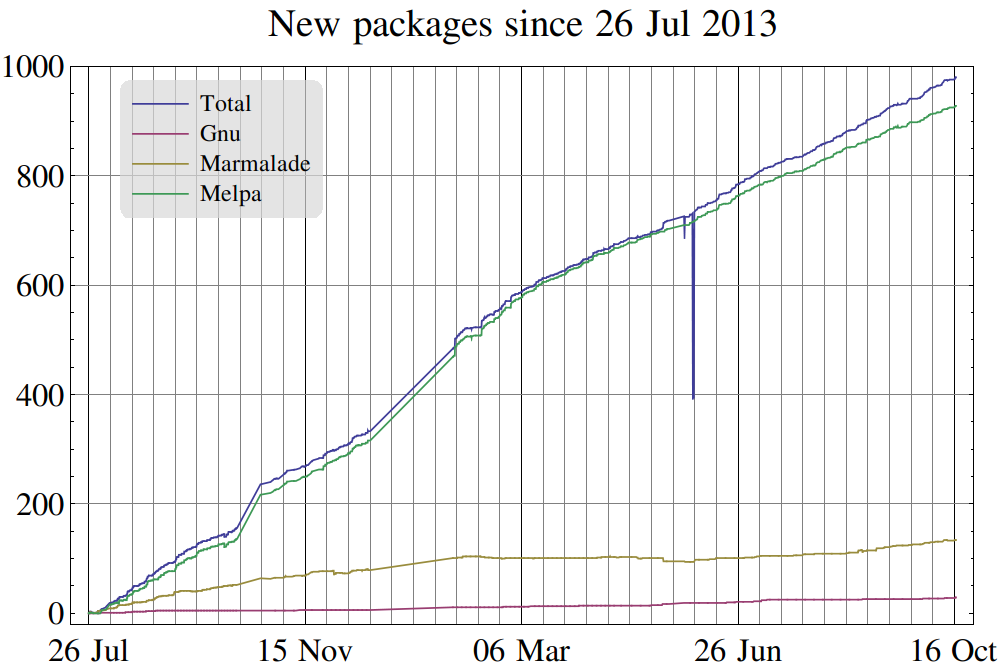 New packages since 26 Jul 2013
1000
Total
Gnu
Marmalade
Melpa
800
600
400
200
0
26 Jul 15 Nov 06 Mar 26 Jun 16 Oct